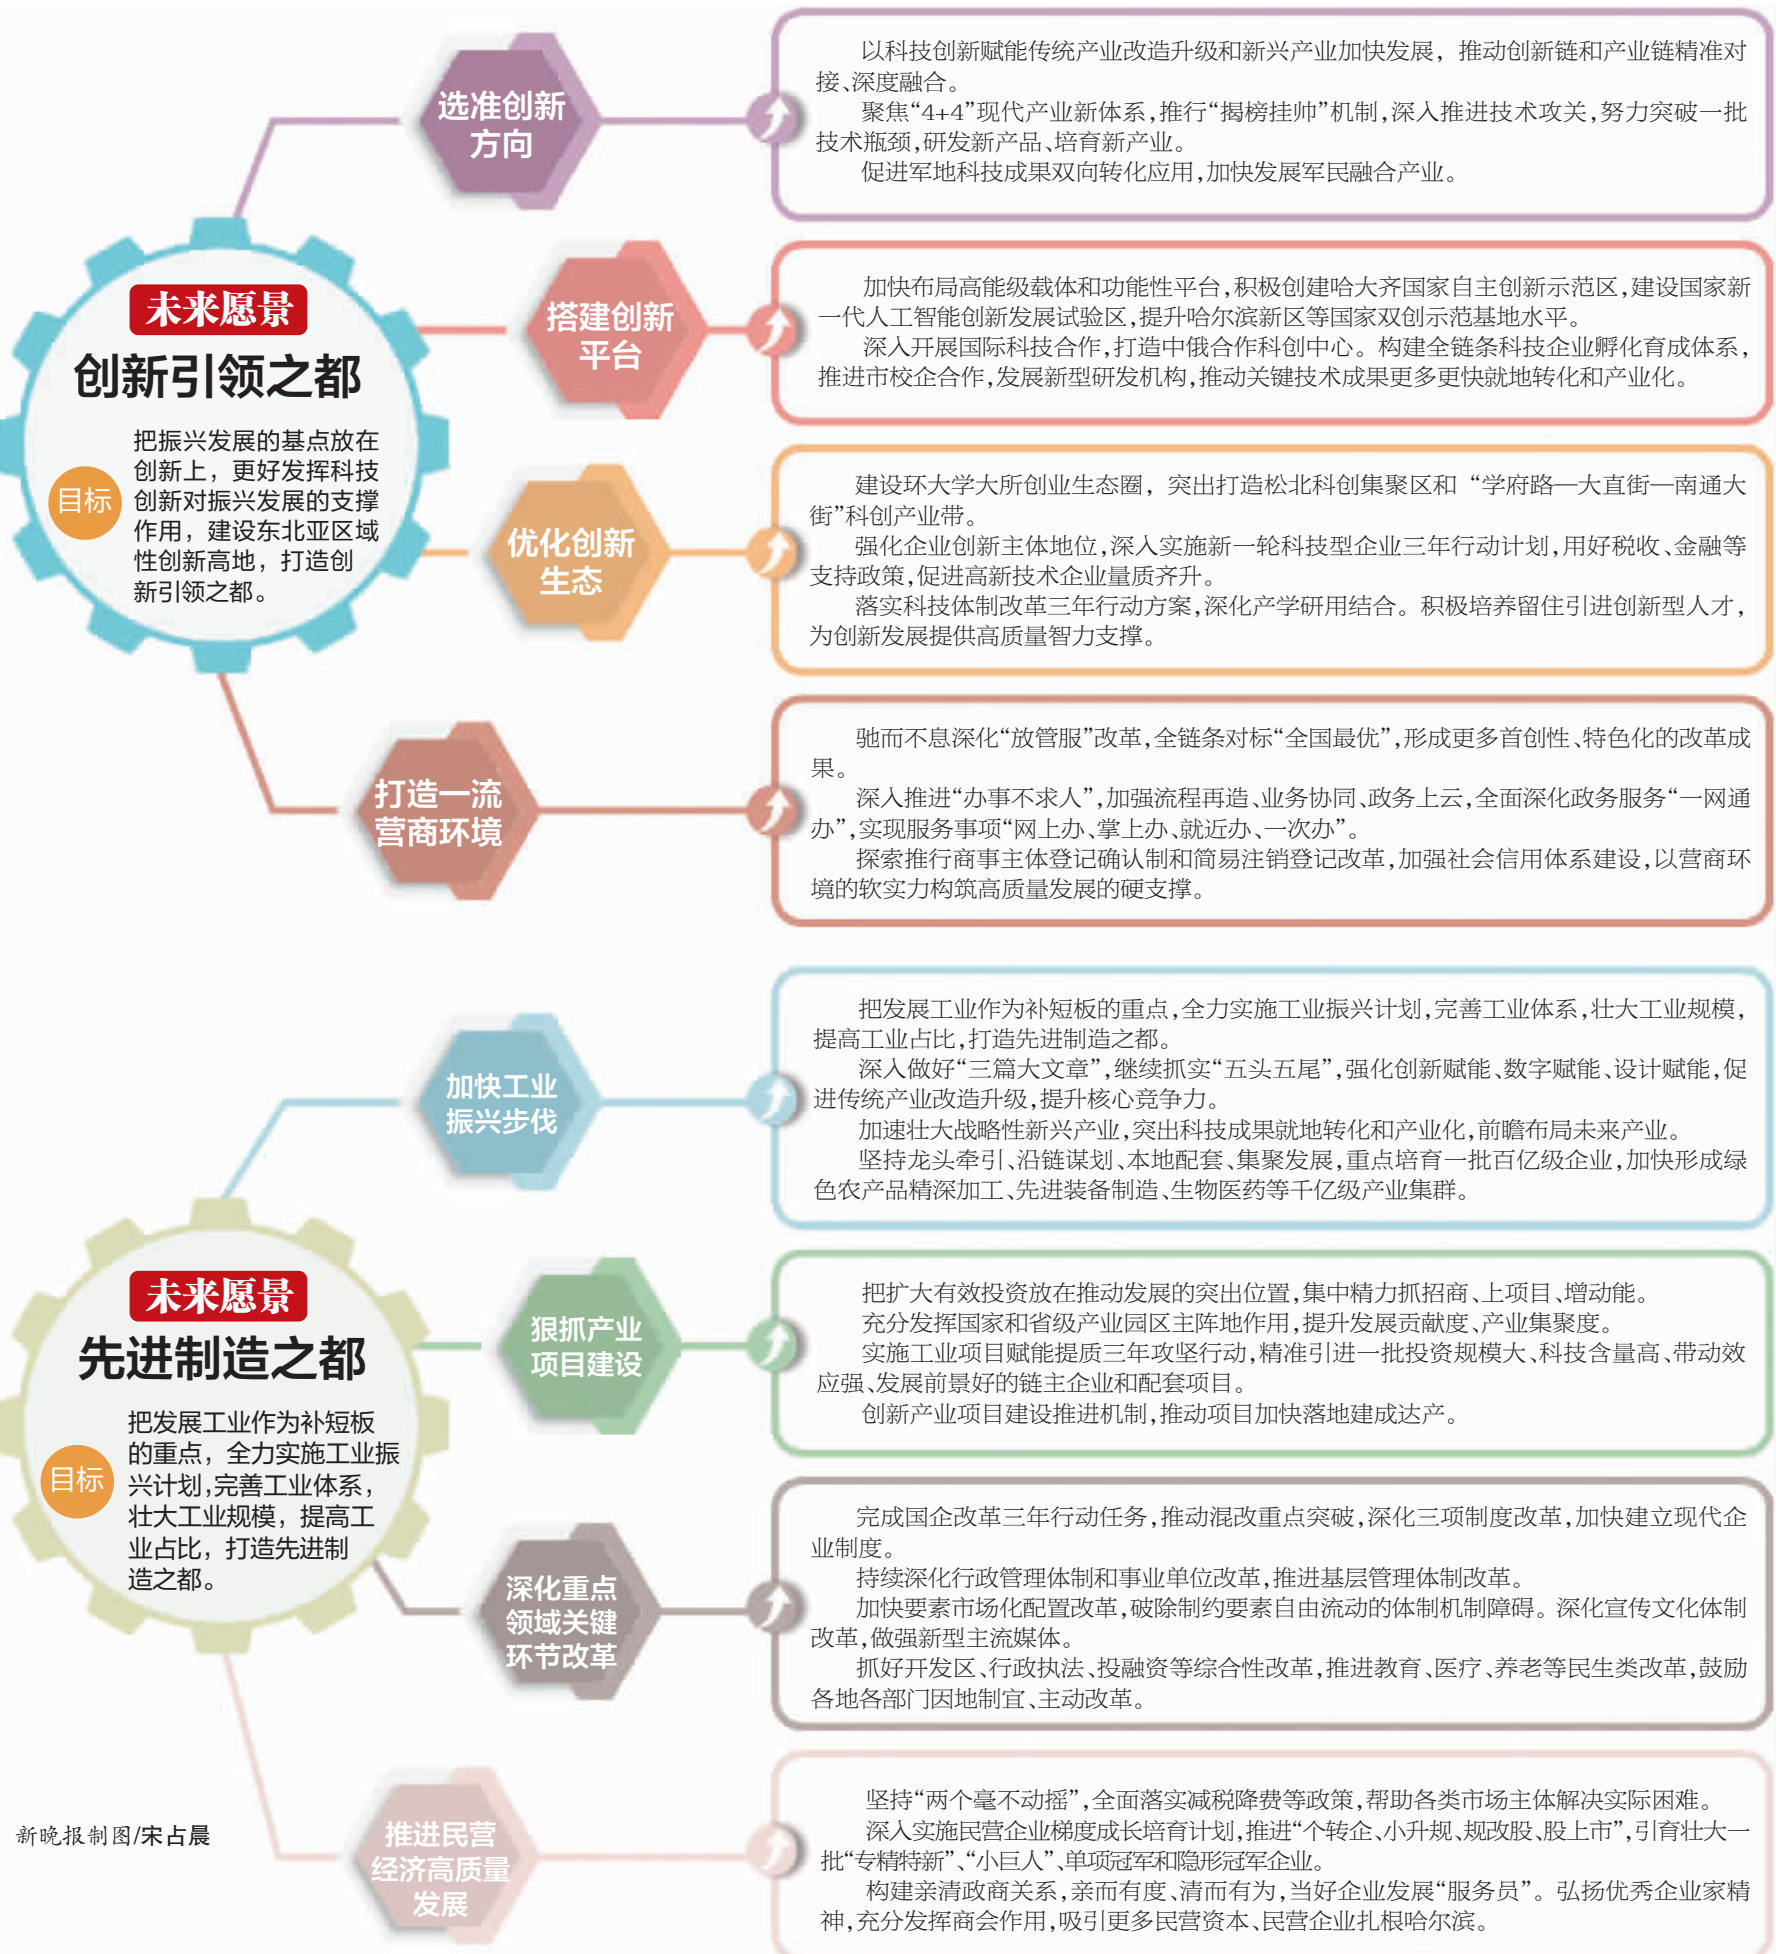 选准创新
方向
以科技创新赋能传统产业改造升级和新兴产业加快发展，推动创新链和产业链精准对
接、深度融合。
聚焦“4+4”现代产业新体系，推行“揭榜挂帅”机制，深入推进技术攻关，努力突破一批
技术瓶颈，研发新产品、培育新产业。
促进军地科技成果双向转化应用，加快发展军民融合产业。
未来愿景
创新引领之都
目标
把振兴发展的基点放在
创新上，更好发挥科技
创新对振兴发展的支撑
作用，建设东北亚区域
性创新高地，打造创
新引领之都。
搭建创新
平台
加快布局高能级载体和功能性平台，积极创建哈大齐国家自主创新示范区，建设国家新
一代人工智能创新发展试验区，提升哈尔滨新区等国家双创示范基地水平。
深入开展国际科技合作，打造中俄合作科创中心。构建全链条科技企业孵化育成体系，
推进市校企合作，发展新型研发机构，推动关键技术成果更多更快就地转化和产业化。
优化创新
生态
建设环大学大所创业生态圈，突出打造松北科创集聚区和“学府路—大直街—南通大
街”科创产业带。
强化企业创新主体地位，深入实施新一轮科技型企业三年行动计划，用好税收、金融等
支持政策，促进高新技术企业量质齐升。
落实科技体制改革三年行动方案，深化产学研用结合。积极培养留住引进创新型人才，
为创新发展提供高质量智力支撑。
打造一流
营商环境
驰而不息深化“放管服”改革，全链条对标“全国最优”，形成更多首创性、特色化的改革成
果。
深入推进“办事不求人”，加强流程再造、业务协同、政务上云，全面深化政务服务“一网通
办”，实现服务事项“网上办、掌上办、就近办、一次办”。
探索推行商事主体登记确认制和简易注销登记改革，加强社会信用体系建设，以营商环
境的软实力构筑高质量发展的硬支撑。
加快工业
振兴步伐
把发展工业作为补短板的重点，全力实施工业振兴计划，完善工业体系，壮大工业规模，
提高工业占比，打造先进制造之都。
深入做好“三篇大文章”，继续抓实“五头五尾”，强化创新赋能、数字赋能、设计赋能，促
进传统产业改造升级，提升核心竞争力。
加速壮大战略性新兴产业，突出科技成果就地转化和产业化，前瞻布局未来产业。
坚持龙头牵引、沿链谋划、本地配套、集聚发展，重点培育一批百亿级企业，加快形成绿
色农产品精深加工、先进装备制造、生物医药等千亿级产业集群。
未来愿景
先进制造之都
目标
把发展工业作为补短板
的重点，全力实施工业振
兴计划，完善工业体系，
壮大工业规模，提高工
业占比，打造先进制
造之都。
狠抓产业
项目建设
把扩大有效投资放在推动发展的突出位置，集中精力抓招商、上项目、增动能。
充分发挥国家和省级产业园区主阵地作用，提升发展贡献度、产业集聚度。
实施工业项目赋能提质三年攻坚行动，精准引进一批投资规模大、科技含量高、带动效
应强、发展前景好的链主企业和配套项目。
创新产业项目建设推进机制，推动项目加快落地建成达产。
深化重点
领域关键
环节改革
完成国企改革三年行动任务，推动混改重点突破，深化三项制度改革，加快建立现代企
业制度。
持续深化行政管理体制和事业单位改革，推进基层管理体制改革。
加快要素市场化配置改革，破除制约要素自由流动的体制机制障碍。深化宣传文化体制
改革，做强新型主流媒体。
抓好开发区、行政执法、投融资等综合性改革，推进教育、医疗、养老等民生类改革，鼓励
各地各部门因地制宜、主动改革。
推进民营
经济高质量
发展
坚持“两个毫不动摇”，全面落实减税降费等政策，帮助各类市场主体解决实际困难。
深入实施民营企业梯度成长培育计划，推进“个转企、小升规、规改股、股上市”，引育壮大一
批“专精特新”、“小巨人”、单项冠军和隐形冠军企业。
构建亲清政商关系，亲而有度、清而有为，当好企业发展“服务员”。弘扬优秀企业家精
神，充分发挥商会作用，吸引更多民营资本、民营企业扎根哈尔滨。
新晚报制图/宋占晨